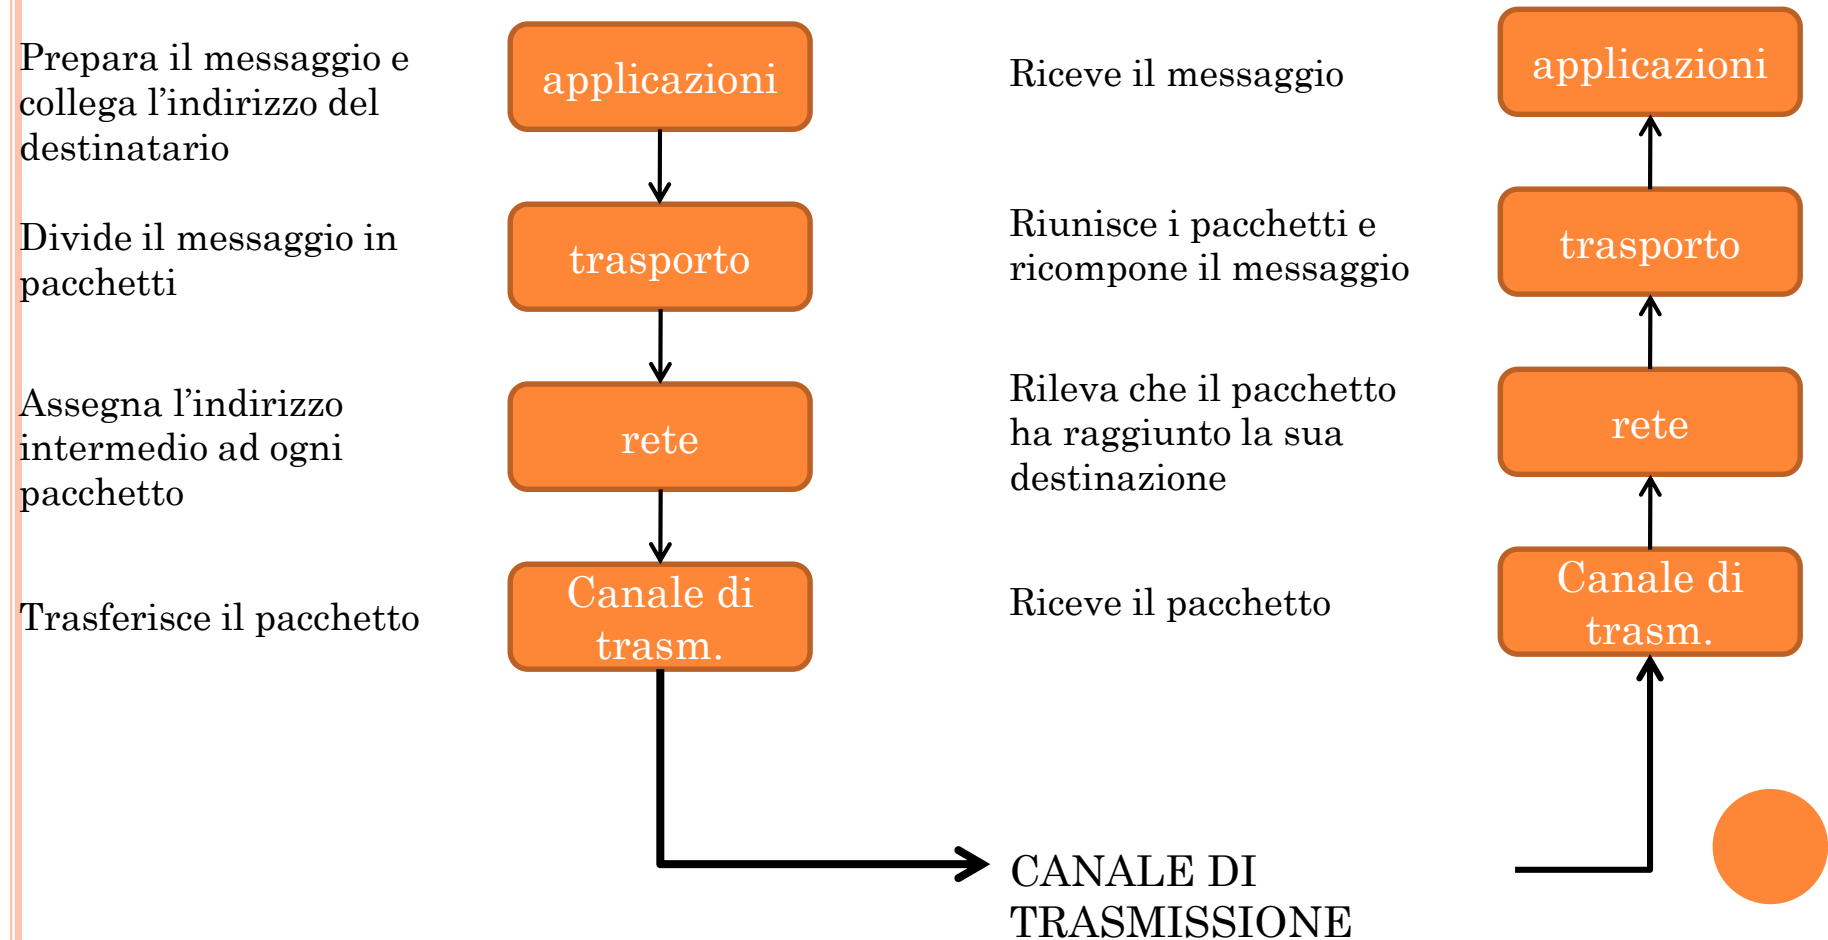 Prepara il messaggio e
collega l’indirizzo del
destinatario
applicazioni
Divide il messaggio in
pacchetti
trasporto
Assegna l’indirizzo
intermedio ad ogni
pacchetto
rete
Trasferisce il pacchetto
Canale di
trasm.
Riceve il messaggio
applicazioni
Riunisce i pacchetti e
ricompone il messaggio
trasporto
Rileva che il pacchetto
ha raggiunto la sua
destinazione
rete
Riceve il pacchetto
Canale di
trasm.
CANALE DI
TRASMISSIONE